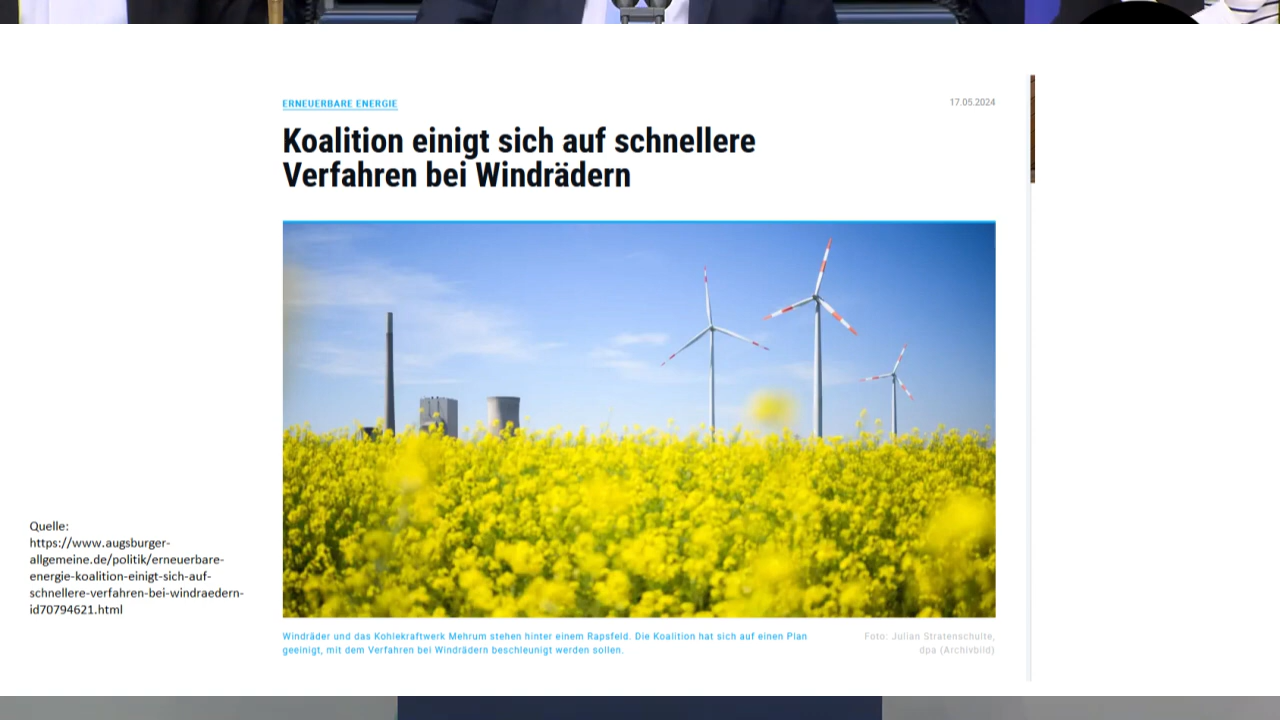 ERNEUERBARE ENERGIE
17.05.2024
Koalition einigt sich auf schnellere
Verfahren bei Windrädern
Quelle:
https://www.augsburger-
allgemeine.de/politik/erneuerbare-
energie-koalition-einigt-sich-auf-
schnellere-verfahren-bei-windraedern-
id70794621.html
Windräder und das Kohlekraftwerk Mehrum stehen hinter einem Rapsfeld. Die Koalition hat sich auf einen Plan
geeinigt, mit dem Verfahren bei Windrädern beschleunigt werden sollen.
Foto: Julian Stratenschulte,
dpa (Archivbild)